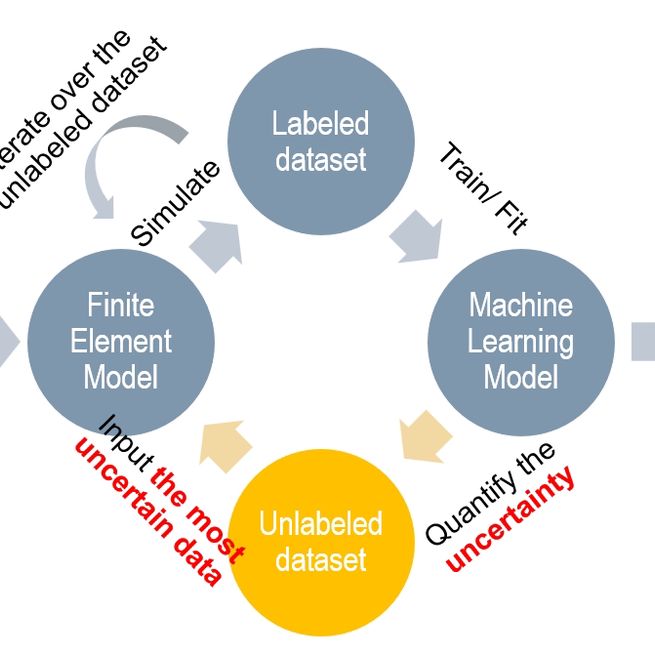 terate over the
unlabeled dataset
Simulate
Labeled
dataset
Train/ Fit
Finite
Element
Model
Machine
Learning
Model
Input the most
uncertain data
Unlabeled
dataset
Quantify the
uncertainty